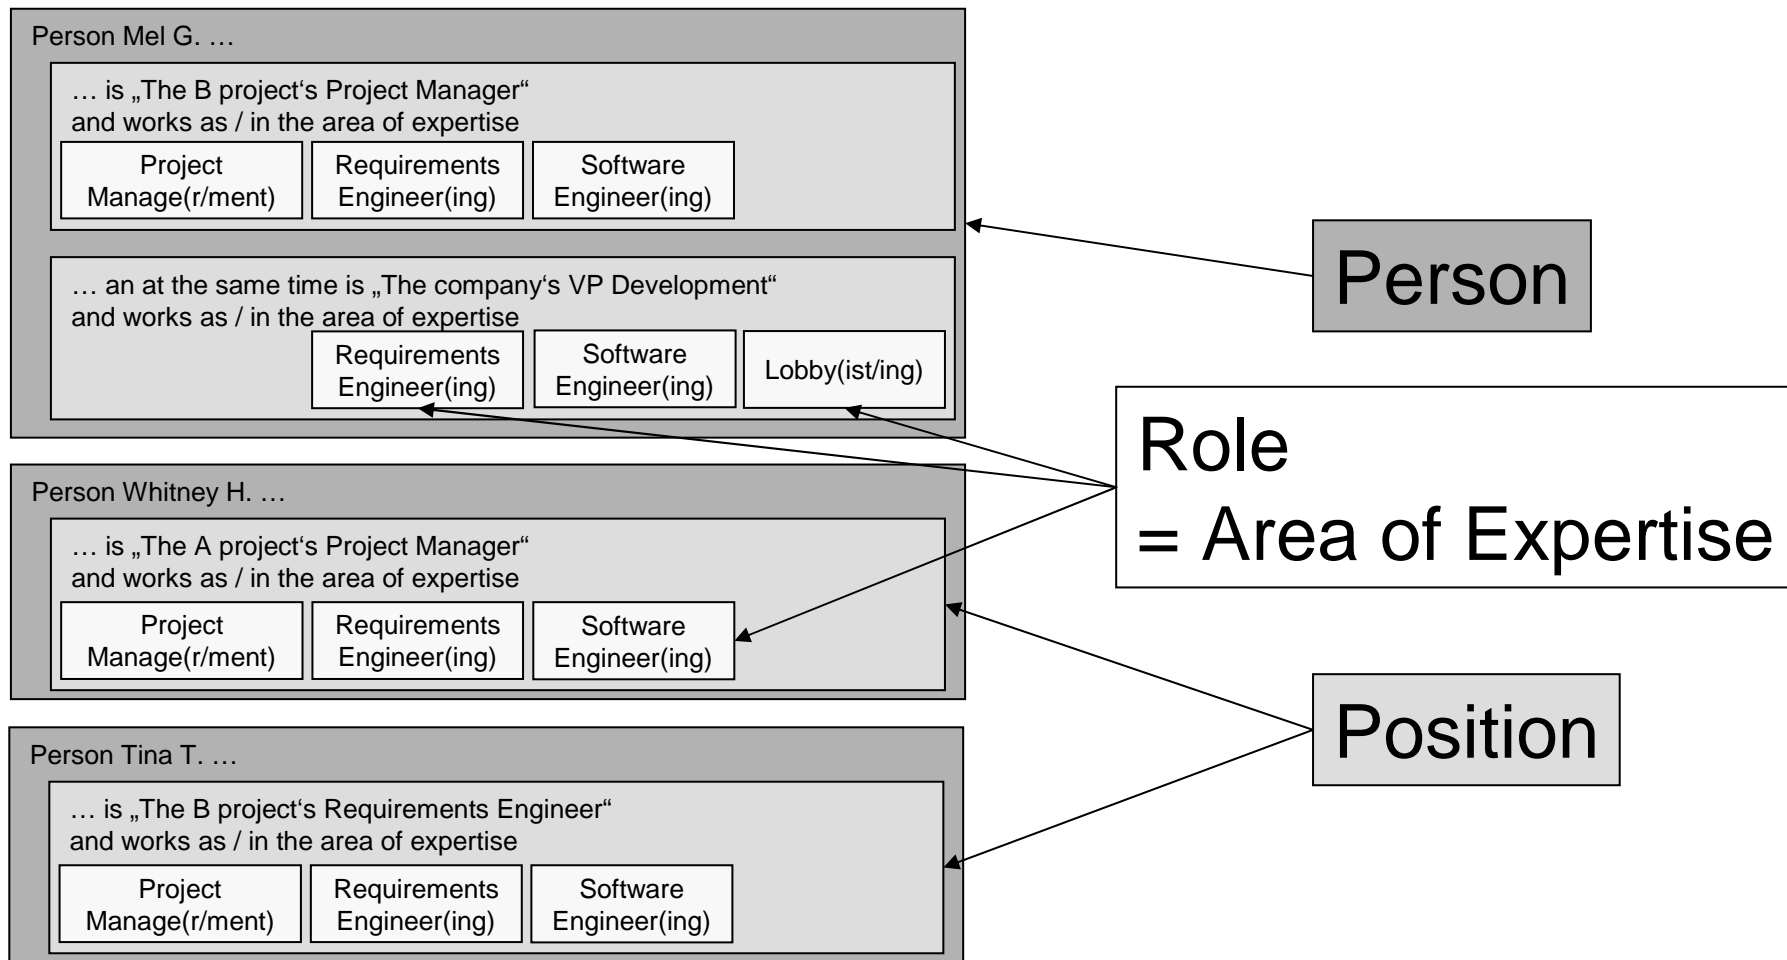 Person Mel G. …
… is „The B project‘s Project Manager“
and works as / in the area of expertise
Project
Manage(r/ment)
Requirements
Engineer(ing)
Software
Engineer(ing)
… an at the same time is „The company‘s VP Development“
and works as / in the area of expertise
Requirements
Engineer(ing)
Software
Engineer(ing)
Lobby(ist/ing)
Person Whitney H. …
… is „The A project‘s Project Manager“
and works as / in the area of expertise
Project
Manage(r/ment)
Requirements
Engineer(ing)
Software
Engineer(ing)
Person Tina T. …
… is „The B project‘s Requirements Engineer“
and works as / in the area of expertise
Project
Manage(r/ment)
Requirements
Engineer(ing)
Software
Engineer(ing)
Person
Role
= Area of Expertise
Position